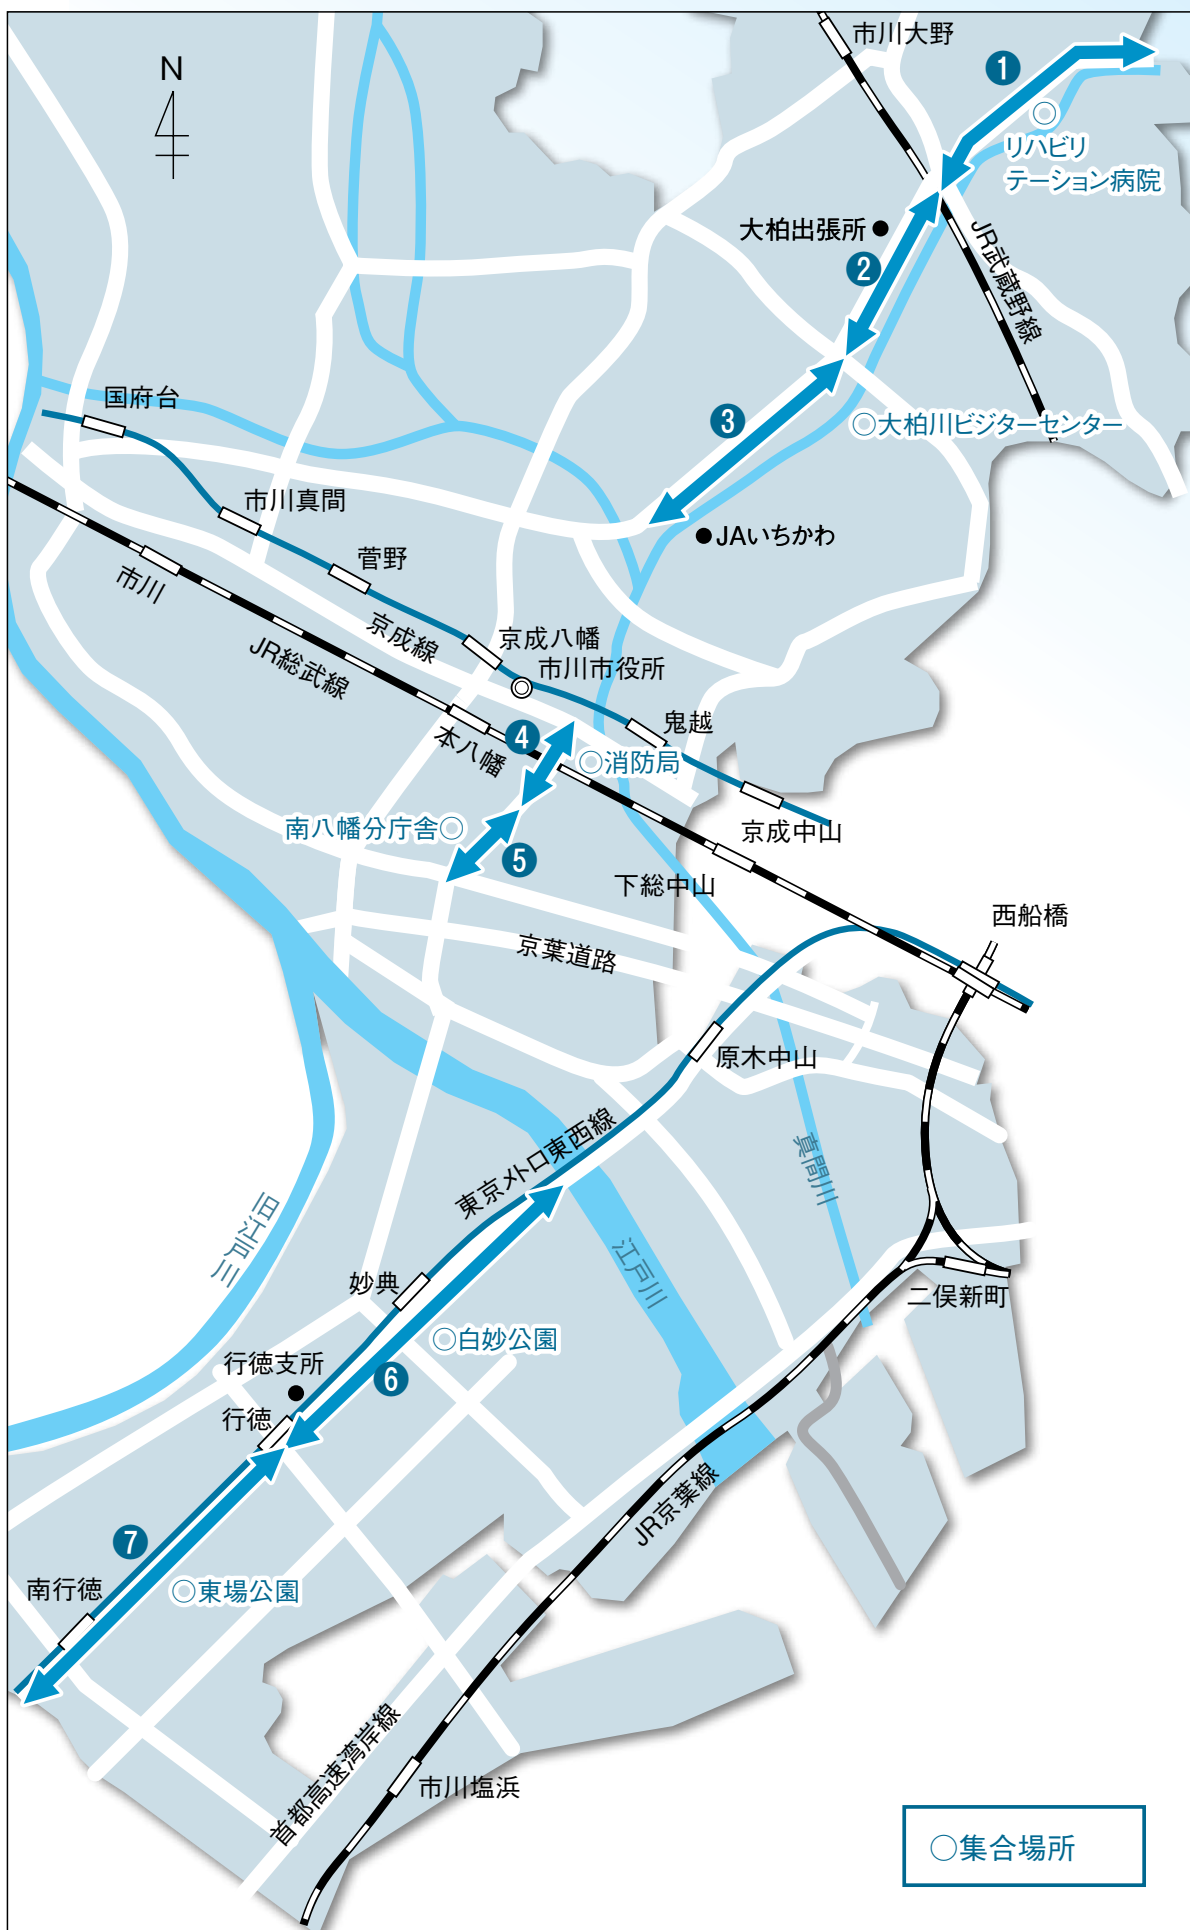 市川大野
N
❶
リハビリ
テーション病院
大柏出張所
❷
JR武蔵野線
国府台
❸
◎大柏川ビジターセンター
市川真間
JAいちかわ
菅野
市川
京成線
京成八幡
市川市役所
JR総武線
鬼越
本八幡
❹
◎消防局
京成中山
南八幡分庁舎◎
❺
下総中山
西船橋
京葉道路
原木中山
東京メトロ東西線
真間川
旧江戸川
江戸川
妙典
二俣新町
◎白妙公園
行徳支所
❻
行徳
JR京葉線
❼
南行徳
◎東場公園
首都高速湾岸線
市川塩浜
○集合場所